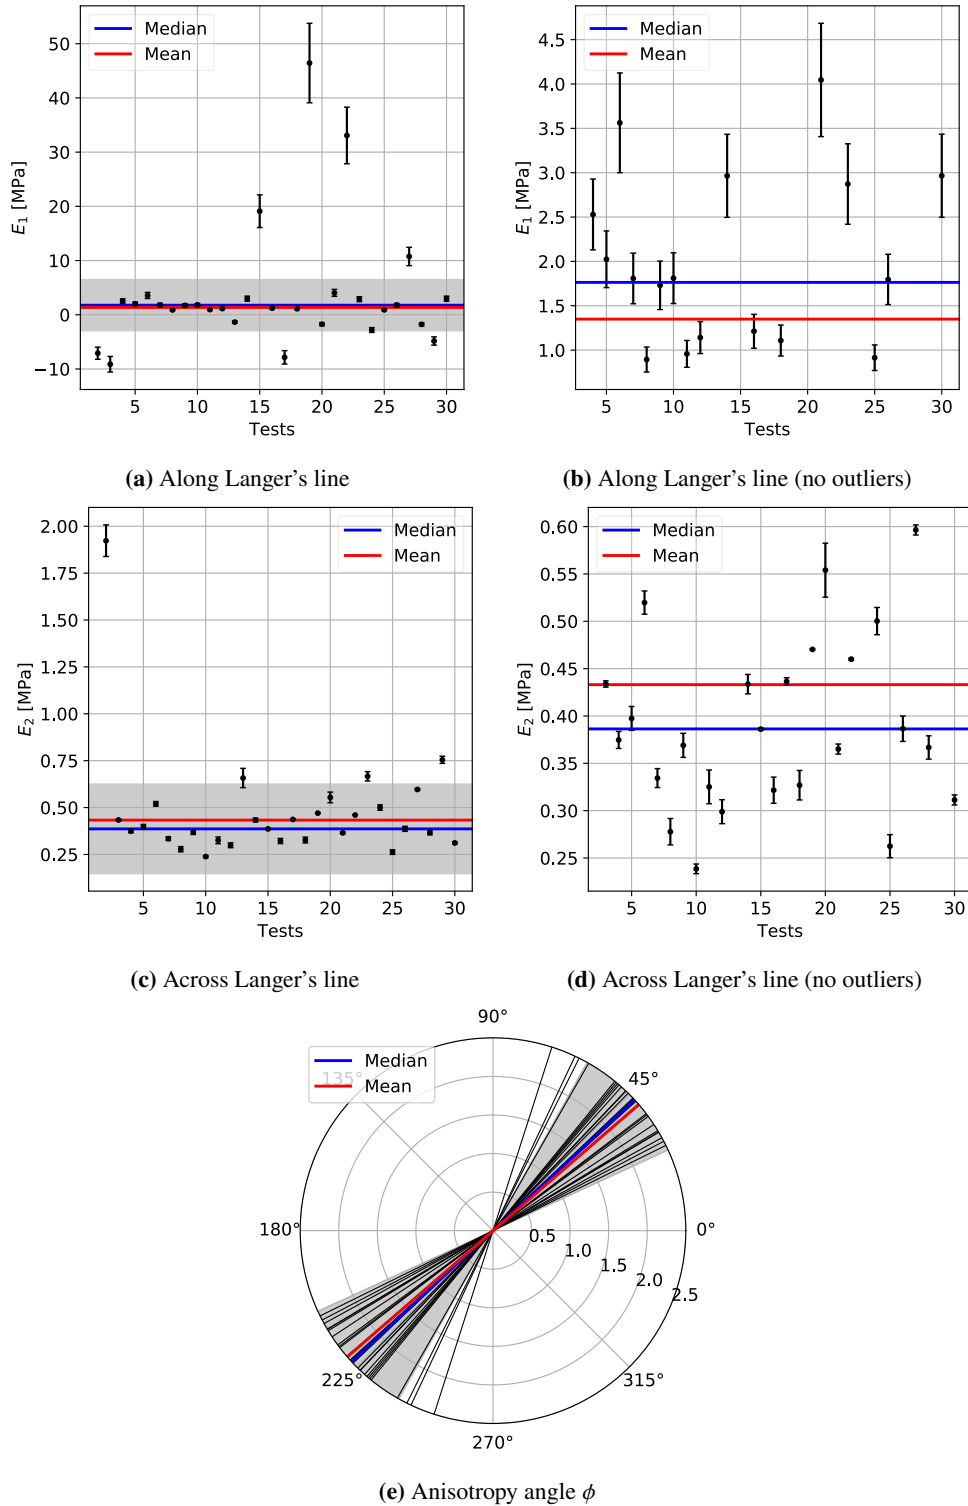 Median
Mean
50
40
30
20
10
0
−10
E1 [MPa]
5 10 15 20 25 30
Tests
(a) Along Langer's line
Median
Mean
4.5
4.0
3.5
3.0
2.5
2.0
1.5
1.0
E1 [MPa]
5 10 15 20 25 30
Tests
(b) Along Langer's line (no outliers)
Median
Mean
2.00
1.75
1.50
1.25
1.00
0.75
0.50
0.25
E2 [MPa]
5 10 15 20 25 30
Tests
(c) Across Langer's line
Median
Mean
0.60
0.55
0.50
0.45
0.40
0.35
0.30
0.25
E2 [MPa]
5 10 15 20 25 30
Tests
(d) Across Langer's line (no outliers)
90°
Median
Mean
135°
45°
180°
0°
0.5
1.0
1.5
2.0
2.5
225°
315°
270°
(e) Anisotropy angle ϕ